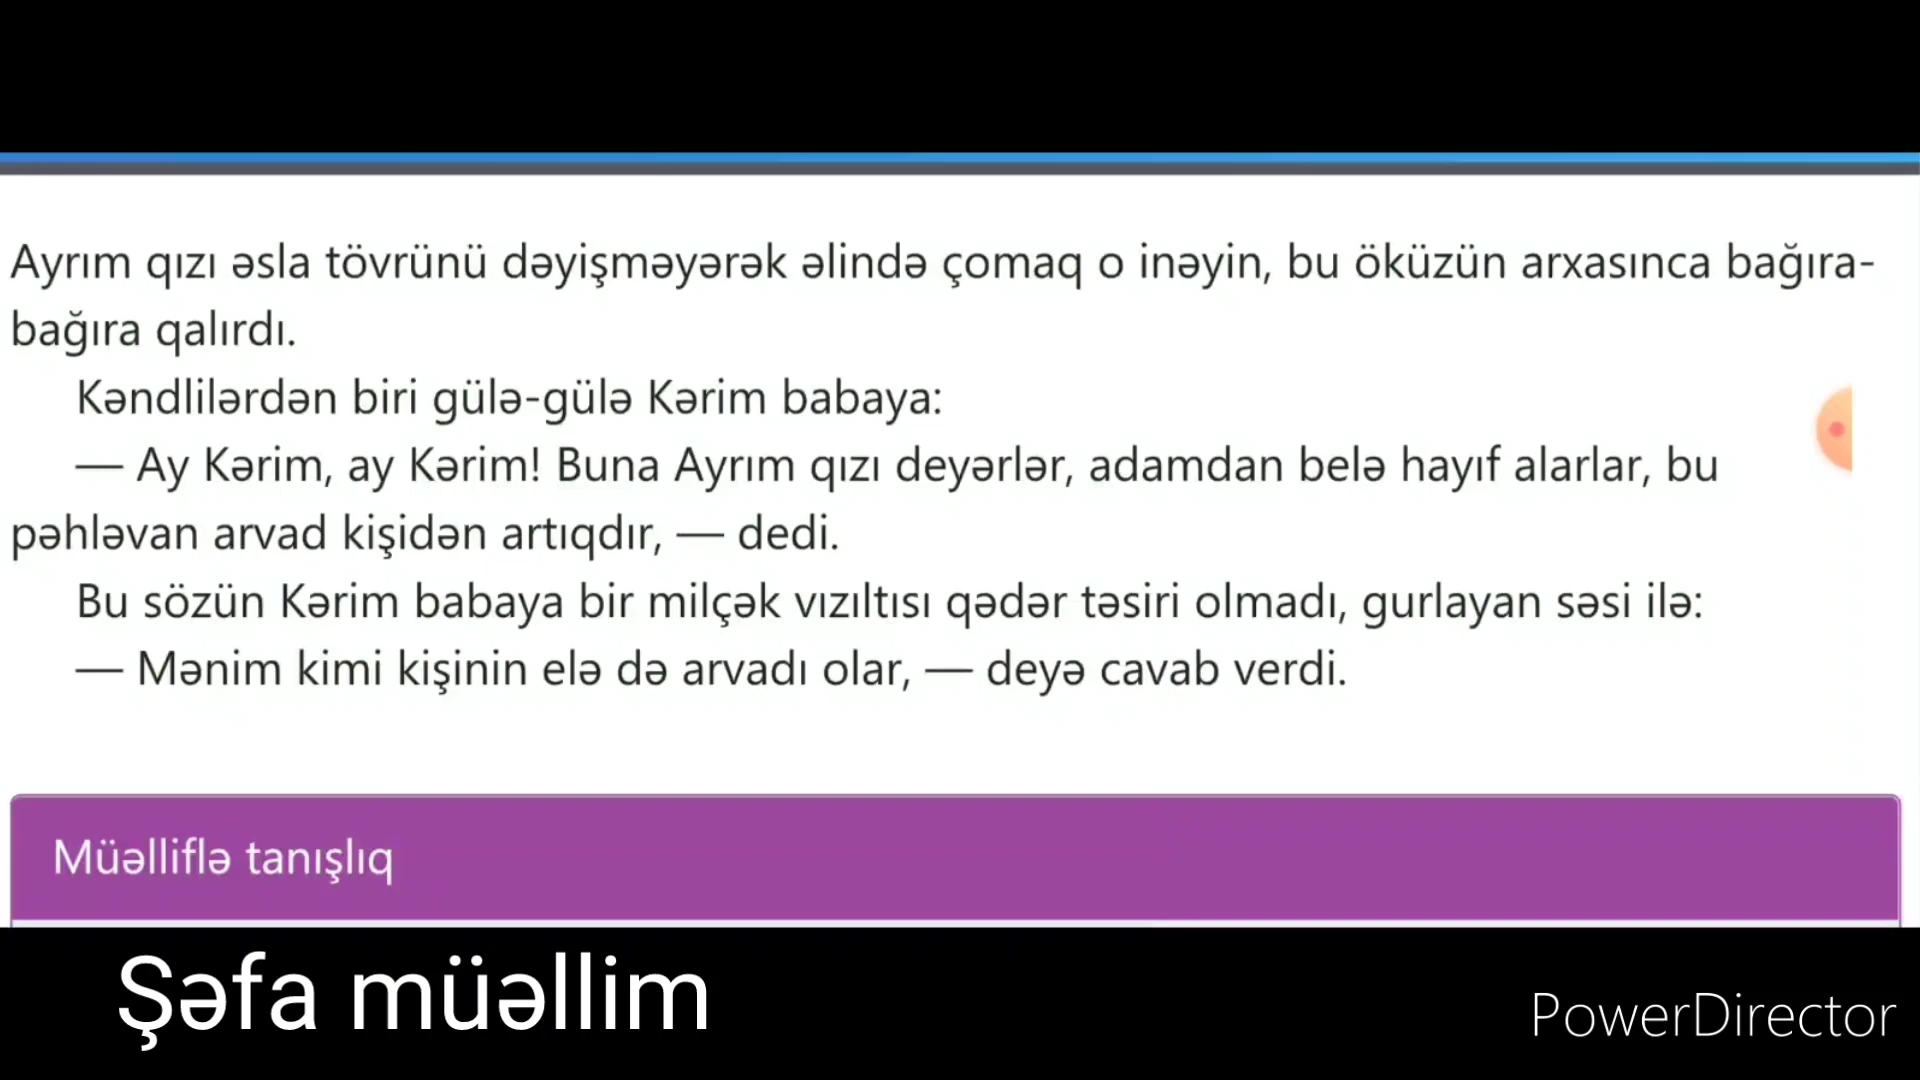 Ayrım qızı əsla tövrünü dəyişməyərək əlində çomaq o inəyin, bu öküzün arxasınca bağıra-
bağıra qalırdı.
Kəndlilərdən biri gülə-gülə Kərim babaya:
— Ay Kərim, ay Kərim! Buna Ayrım qızı deyərlər, adamdan belə hayıf alarlar, bu
pəhləvan arvad kişidən artıqdır, — dedi.
Bu sözün Kərim babaya bir milçək vızıltısı qədər təsiri olmadı, gurlayan səsi ilə:
— Mənim kimi kişinin elə də arvadı olar, — deyə cavab verdi.
Müəlliflə tanışlıq
Şəfa müəllim
PowerDirector